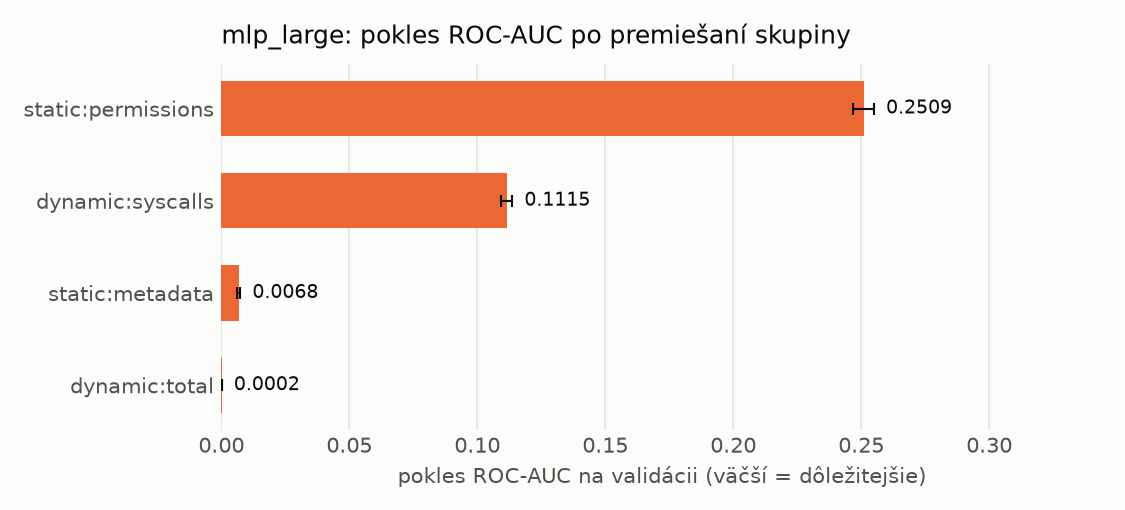 mlp_large: pokles ROC-AUC po premiešaní skupiny
static:permissions
0.2509
dynamic:syscalls
0.1115
static:metadata
0.0068
dynamic:total
0.0002
0.00 0.05 0.10 0.15 0.20 0.25 0.30
pokles ROC-AUC na validácii (väčší = dôležitejšie)